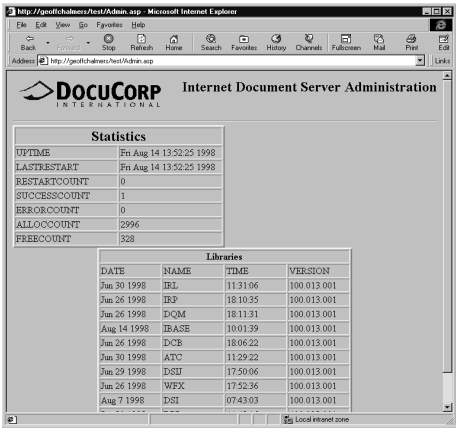 http://geoffchalmers/test/Admin.asp - Microsoft Internet Explorer
File Edit View Go Favorites Help
Back Forward Stop Refresh Home Search Favorites History Channels Fullscreen Mail Print Edit
Address http://geoffchalmers/test/Admin.asp Links
DOCUCORP
INTERNATIONAL
Internet Document Server Administration
Statistics
UPTIME Fri Aug 14 13:52:25 1998
LASTRESTART Fri Aug 14 13:52:25 1998
RESTARTCOUNT 0
SUCCESSCOUNT 1
ERRORCOUNT 0
ALLOCCOUNT 2996
FREECOUNT 328
Libraries
DATE NAME TIME VERSION
Jun 30 1998 IRL 11:31:06 100.013.001
Jun 26 1998 IRP 18:10:35 100.013.001
Jun 26 1998 DQM 18:11:31 100.013.001
Aug 14 1998 IBASE 10:01:39 100.013.001
Jun 26 1998 DCB 18:06:22 100.013.001
Jun 30 1998 ATC 11:29:22 100.013.001
Jun 29 1998 DSIJ 17:50:06 100.013.001
Jun 26 1998 WFX 17:52:36 100.013.001
Aug 7 1998 DSI 07:43:03 100.013.001
Local intranet zone